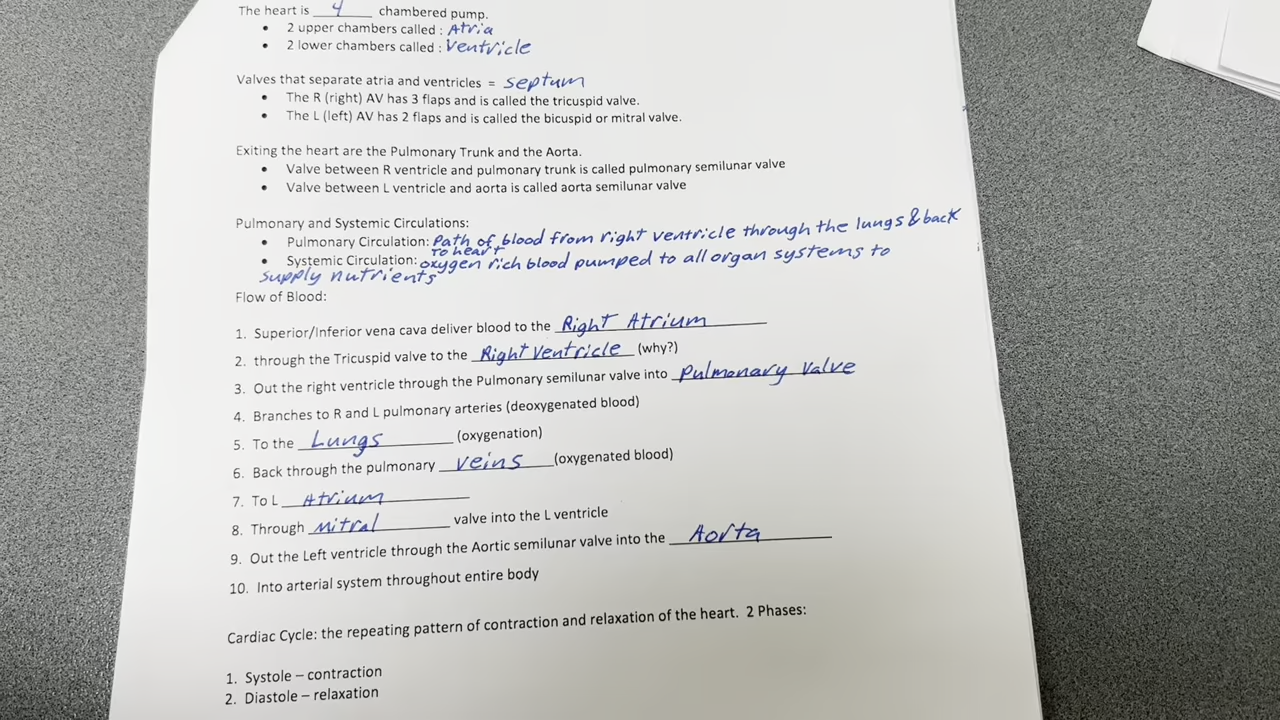 The heart is 4 chambered pump.
• 2 upper chambers called : Atria
• 2 lower chambers called : Ventricle
Valves that separate atria and ventricles = septum
• The R (right) AV has 3 flaps and is called the tricuspid valve.
• The L (left) AV has 2 flaps and is called the bicuspid or mitral valve.
Exiting the heart are the Pulmonary Trunk and the Aorta.
• Valve between R ventricle and pulmonary trunk is called pulmonary semilunar valve
• Valve between L ventricle and aorta is called aorta semilunar valve
Pulmonary and Systemic Circulations:
• Pulmonary Circulation: Path of blood from right ventricle through the lungs & back
To heart
• Systemic Circulation: oxygen rich blood pumped to all organ systems to
supply nutrients
Flow of Blood:
1. Superior/Inferior vena cava deliver blood to the Right Atrium
2. through the Tricuspid valve to the Right Ventricle (why?)
3. Out the right ventricle through the Pulmonary semilunar valve into Pulmonary Valve
4. Branches to R and L pulmonary arteries (deoxygenated blood)
5. To the Lungs (oxygenation)
6. Back through the pulmonary veins (oxygenated blood)
7. To L Atrium
8. Through Mitral valve into the L ventricle
9. Out the Left ventricle through the Aortic semilunar valve into the Aorta
10. Into arterial system throughout entire body
Cardiac Cycle: the repeating pattern of contraction and relaxation of the heart. 2 Phases:
1. Systole – contraction
2. Diastole – relaxation